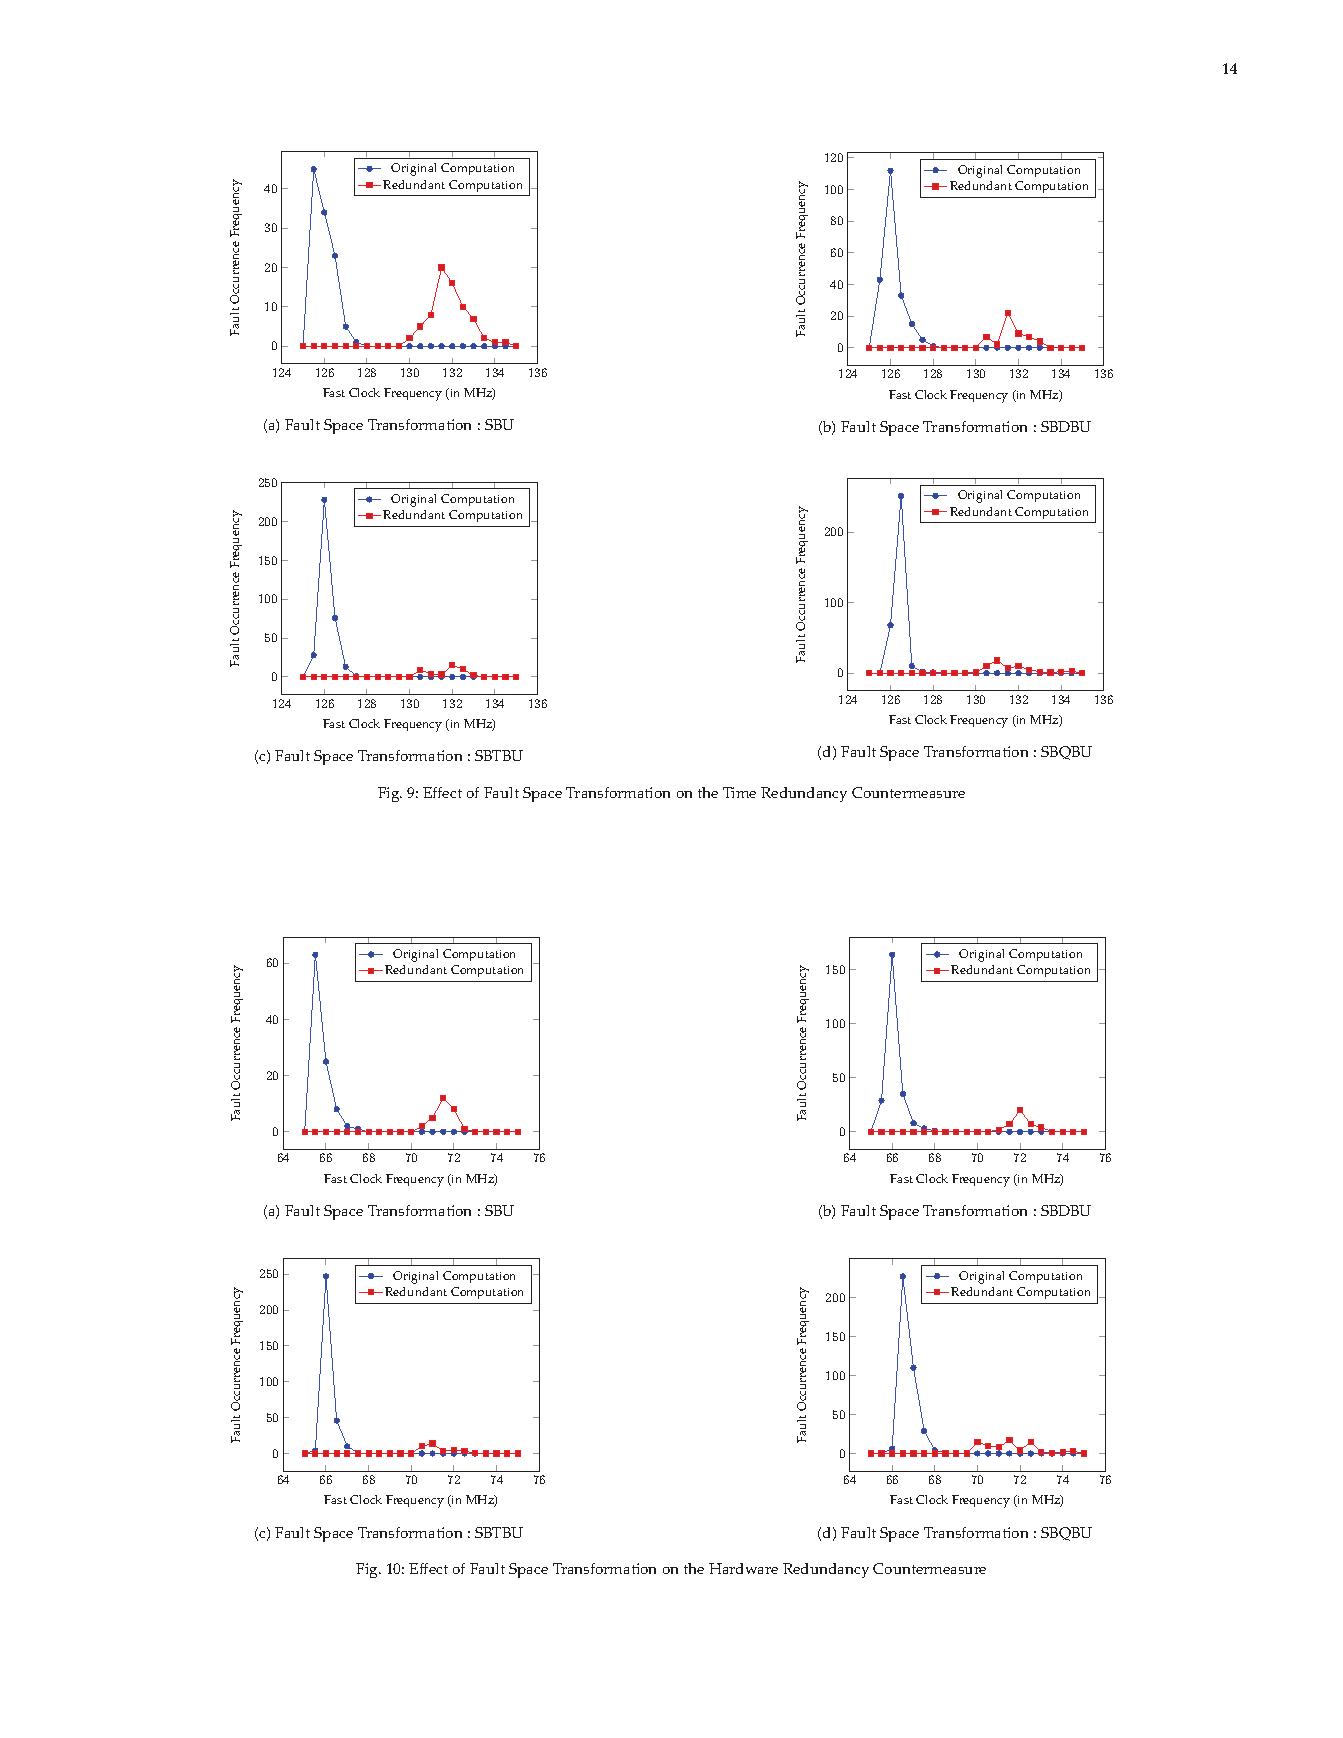 14
Original Computation
Redundant Computation
Fault Occurrence Frequency
40
30
20
10
0
124 126 128 130 132 134 136
Fast Clock Frequency (in MHz)
(a) Fault Space Transformation : SBU
Original Computation
Redundant Computation
Fault Occurrence Frequency
120
100
80
60
40
20
0
124 126 128 130 132 134 136
Fast Clock Frequency (in MHz)
(b) Fault Space Transformation : SBDBU
Original Computation
Redundant Computation
Fault Occurrence Frequency
250
200
150
100
50
0
124 126 128 130 132 134 136
Fast Clock Frequency (in MHz)
(c) Fault Space Transformation : SBTBU
Original Computation
Redundant Computation
Fault Occurrence Frequency
200
100
0
124 126 128 130 132 134 136
Fast Clock Frequency (in MHz)
(d) Fault Space Transformation : SBQBU
Fig. 9: Effect of Fault Space Transformation on the Time Redundancy Countermeasure
Original Computation
Redundant Computation
Fault Occurrence Frequency
60
40
20
0
64 66 68 70 72 74 76
Fast Clock Frequency (in MHz)
(a) Fault Space Transformation : SBU
Original Computation
Redundant Computation
Fault Occurrence Frequency
150
100
50
0
64 66 68 70 72 74 76
Fast Clock Frequency (in MHz)
(b) Fault Space Transformation : SBDBU
Original Computation
Redundant Computation
Fault Occurrence Frequency
250
200
150
100
50
0
64 66 68 70 72 74 76
Fast Clock Frequency (in MHz)
(c) Fault Space Transformation : SBTBU
Original Computation
Redundant Computation
Fault Occurrence Frequency
200
150
100
50
0
64 66 68 70 72 74 76
Fast Clock Frequency (in MHz)
(d) Fault Space Transformation : SBQBU
Fig. 10: Effect of Fault Space Transformation on the Hardware Redundancy Countermeasure